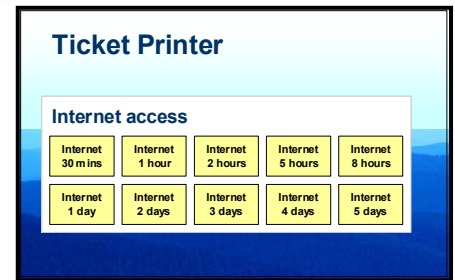 Ticket Printer
Internet access
Internet Internet Internet Internet Internet
30 mins 1 hour 2 hours 5 hours 8 hours
Internet Internet Internet Internet Internet
1 day 2 days 3 days 4 days 5 days